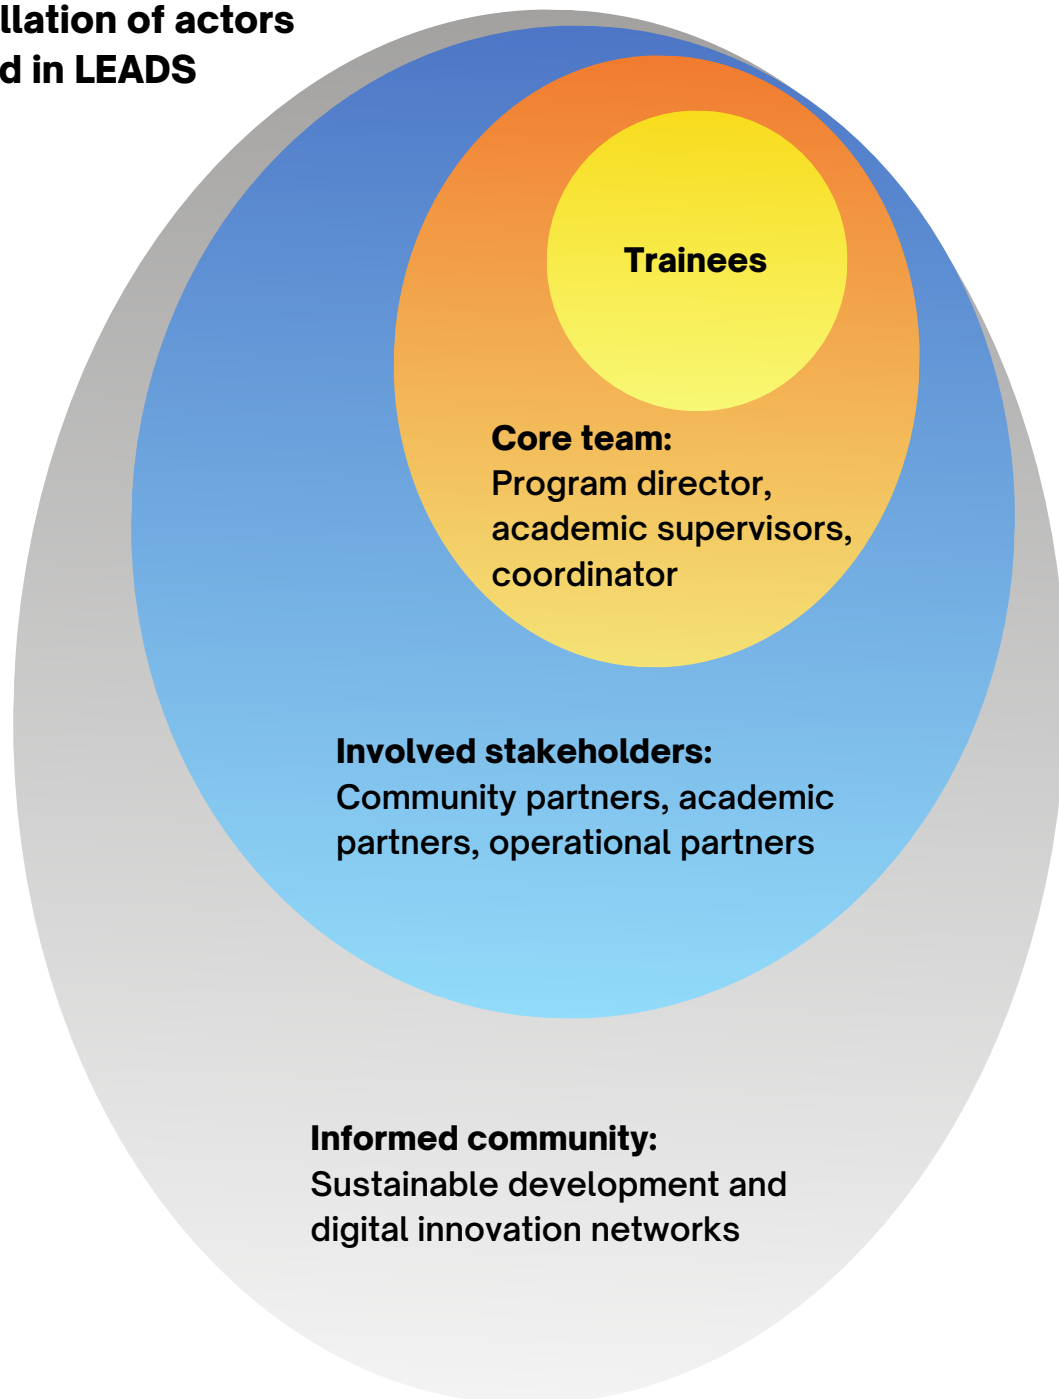 llation of actors
d in LEADS
Trainees
Core team:
Program director,
academic supervisors,
coordinator
Involved stakeholders:
Community partners, academic
partners, operational partners
Informed community:
Sustainable development and
digital innovation networks